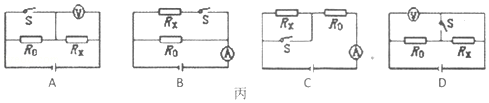 S V R₀ Rₓ
Rₓ S R₀ A
Rₓ R₀ S A
V S R₀ Rₓ
A B C D
丙